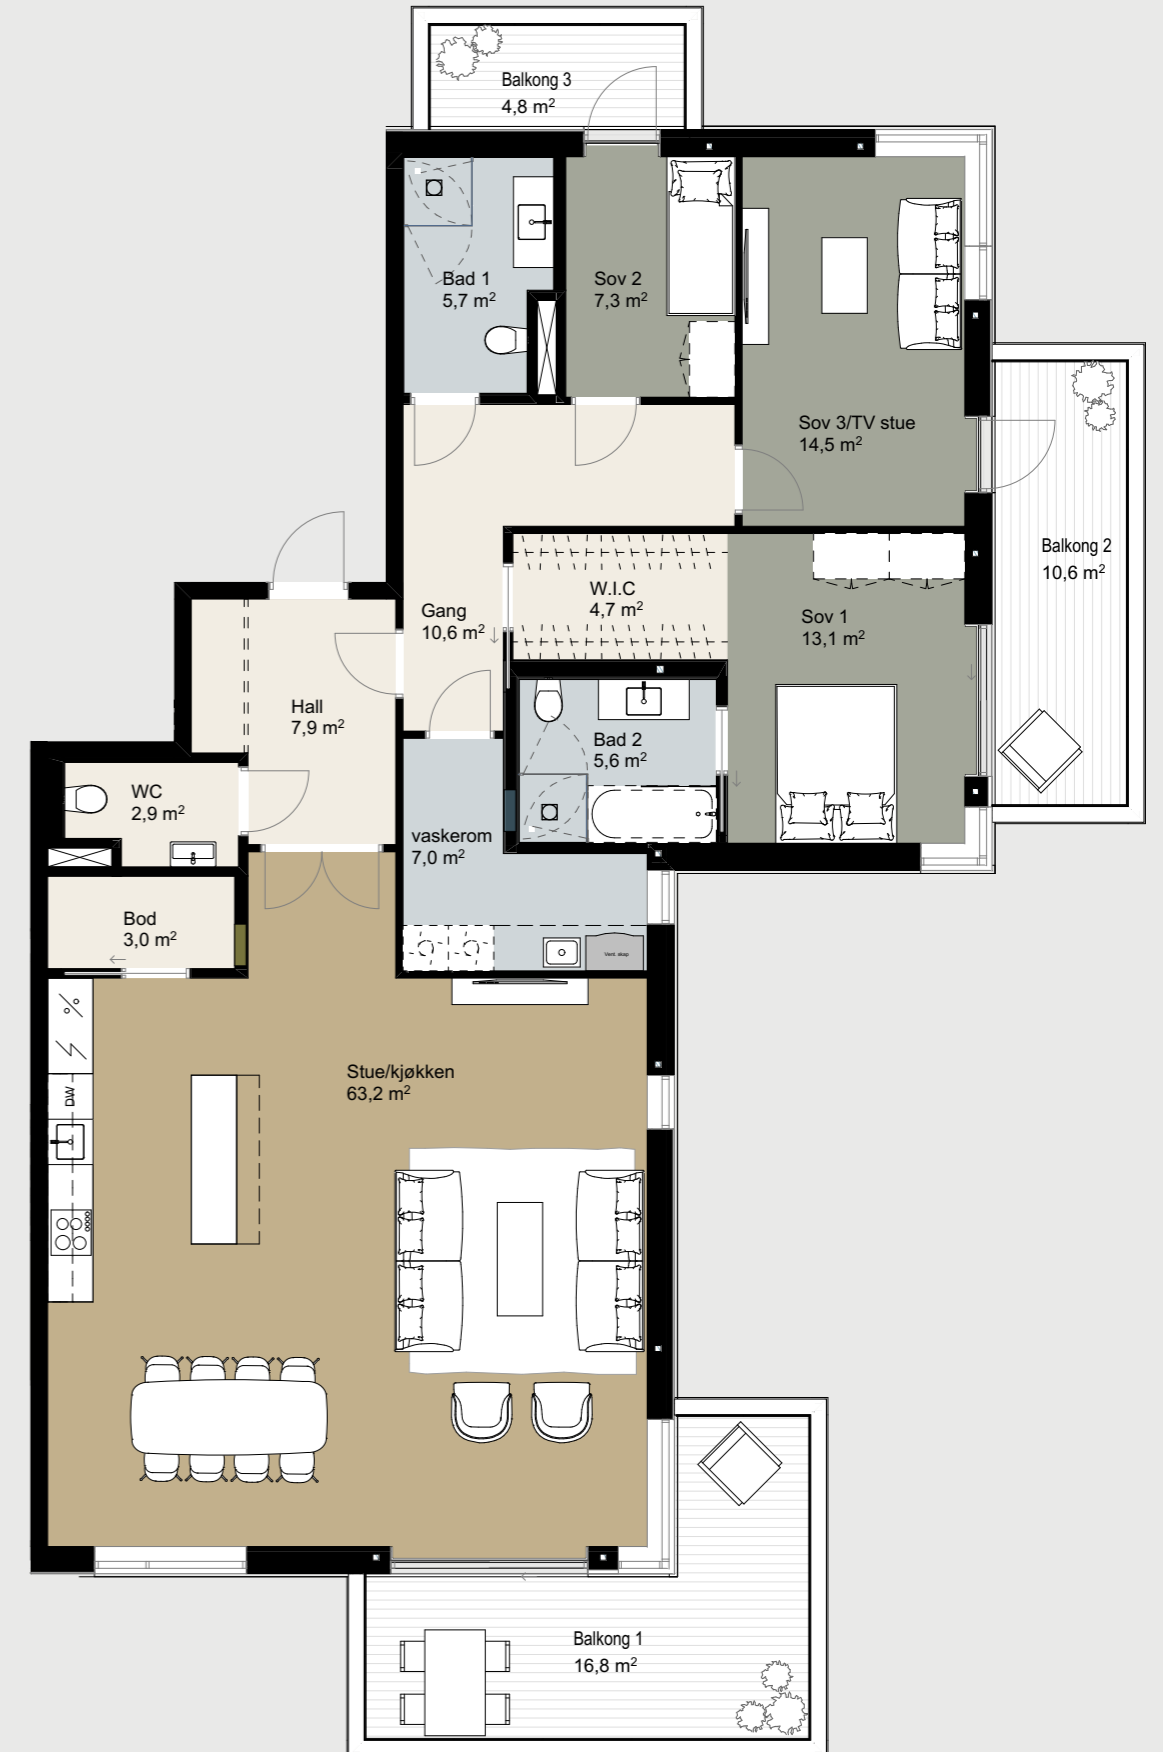 Balkong 3
4,8 m²
Bad 1
5,7 m²
Sov 2
7,3 m²
Sov 3/TV stue
14,5 m²
Balkong 2
10,6 m²
W.I.C
4,7 m²
Gang
10,6 m²
Sov 1
13,1 m²
Hall
7,9 m²
Bad 2
5,6 m²
WC
2,9 m²
vaskerom
7,0 m²
Bod
3,0 m²
Vent. skap
Stue/kjøkken
63,2 m²
DW
Balkong 1
16,8 m²